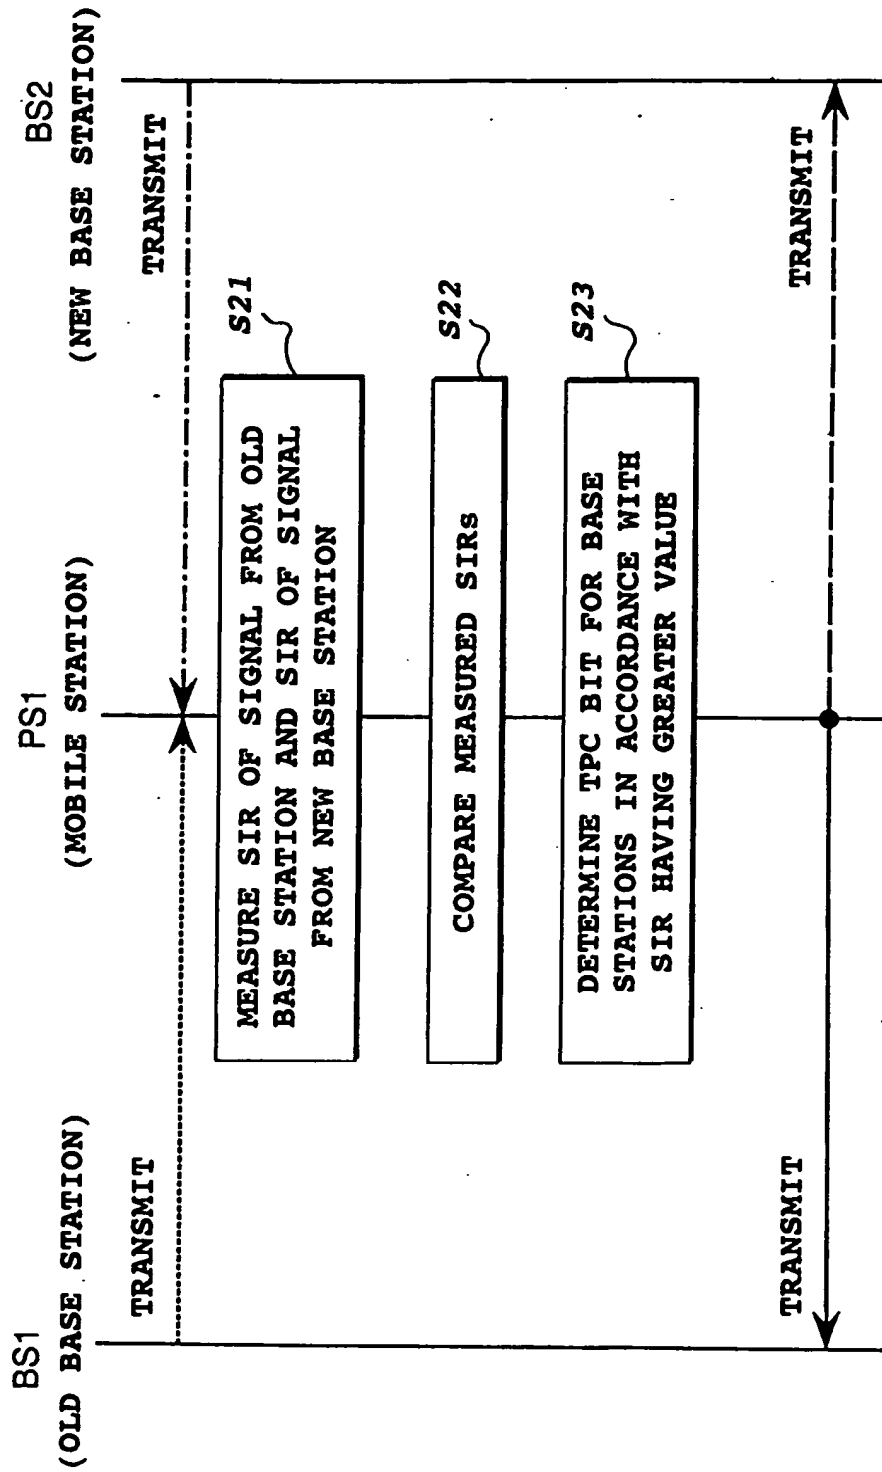 BS1
(OLD BASE STATION)
PS1
(MOBILE STATION)
BS2
(NEW BASE STATION)
TRANSMIT
TRANSMIT
S21
MEASURE SIR OF SIGNAL FROM OLD
BASE STATION AND SIR OF SIGNAL
FROM NEW BASE STATION
S22
COMPARE MEASURED SIRs
S23
DETERMINE TPC BIT FOR BASE
STATIONS IN ACCORDANCE WITH
SIR HAVING GREATER VALUE
TRANSMIT
TRANSMIT